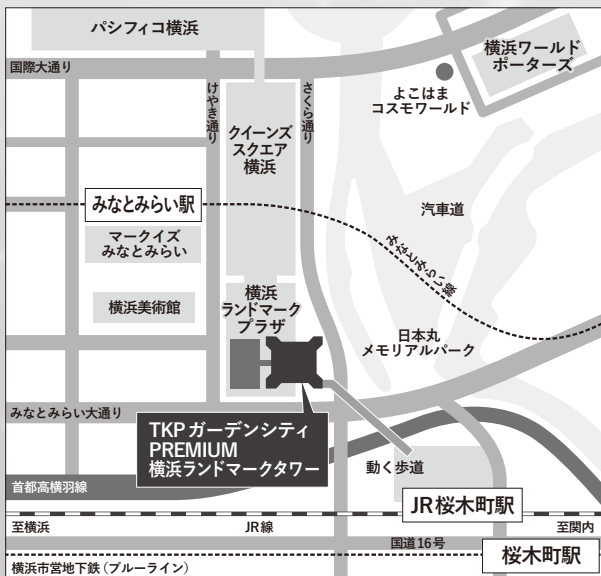 パシフィコ横浜
横浜ワールド
ポーターズ
国際大通り
よこはま
コスモワールド
けやき通り
さくら通り
クイーンズ
スクエア
横浜
みなとみらい駅
汽車道
マークイズ
みなとみらい
みなとみらい線
横浜美術館
横浜
ランドマーク
プラザ
日本丸
メモリアルパーク
みなとみらい大通り
TKPガーデンシティ
PREMIUM
横浜ランドマークタワー
動く歩道
首都高横羽線
JR桜木町駅
至横浜
JR線
至関内
国道16号
桜木町駅
横浜市営地下鉄（ブルーライン）